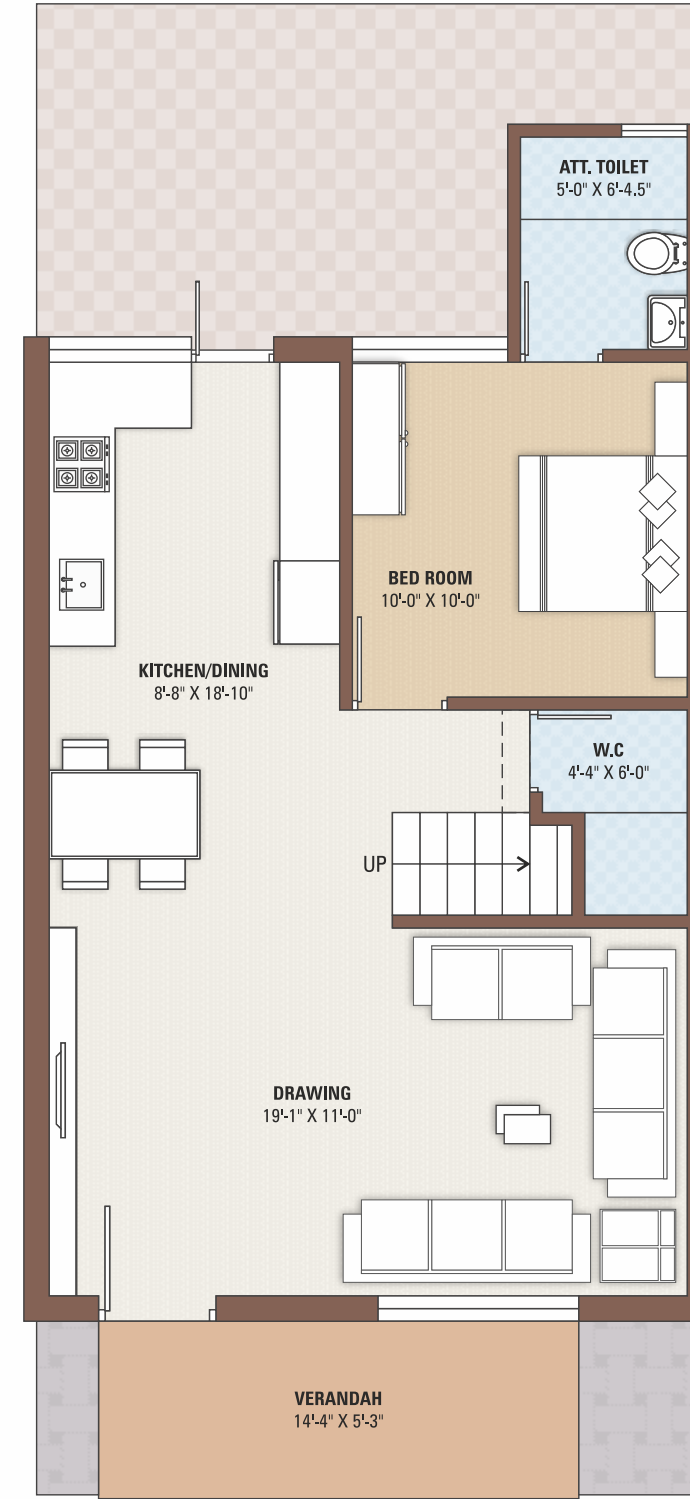 ATT. TOILET
5'-0" X 6'-4.5"
BED ROOM
10'-0" X 10'-0"
KITCHEN/DINING
8'-8" X 18'-10"
W.C
4'-4" X 6'-0"
UP
DRAWING
19'-1" X 11'-0"
VERANDAH
14'-4" X 5'-3"